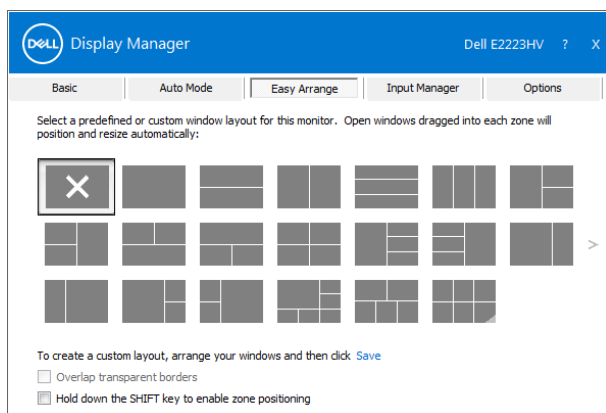 DELL Display Manager Dell E2223HV ? X
Basic Auto Mode Easy Arrange Input Manager Options
Select a predefined or custom window layout for this monitor. Open windows dragged into each zone will
position and resize automatically:
>
To create a custom layout, arrange your windows and then click Save
Overlap transparent borders
Hold down the SHIFT key to enable zone positioning